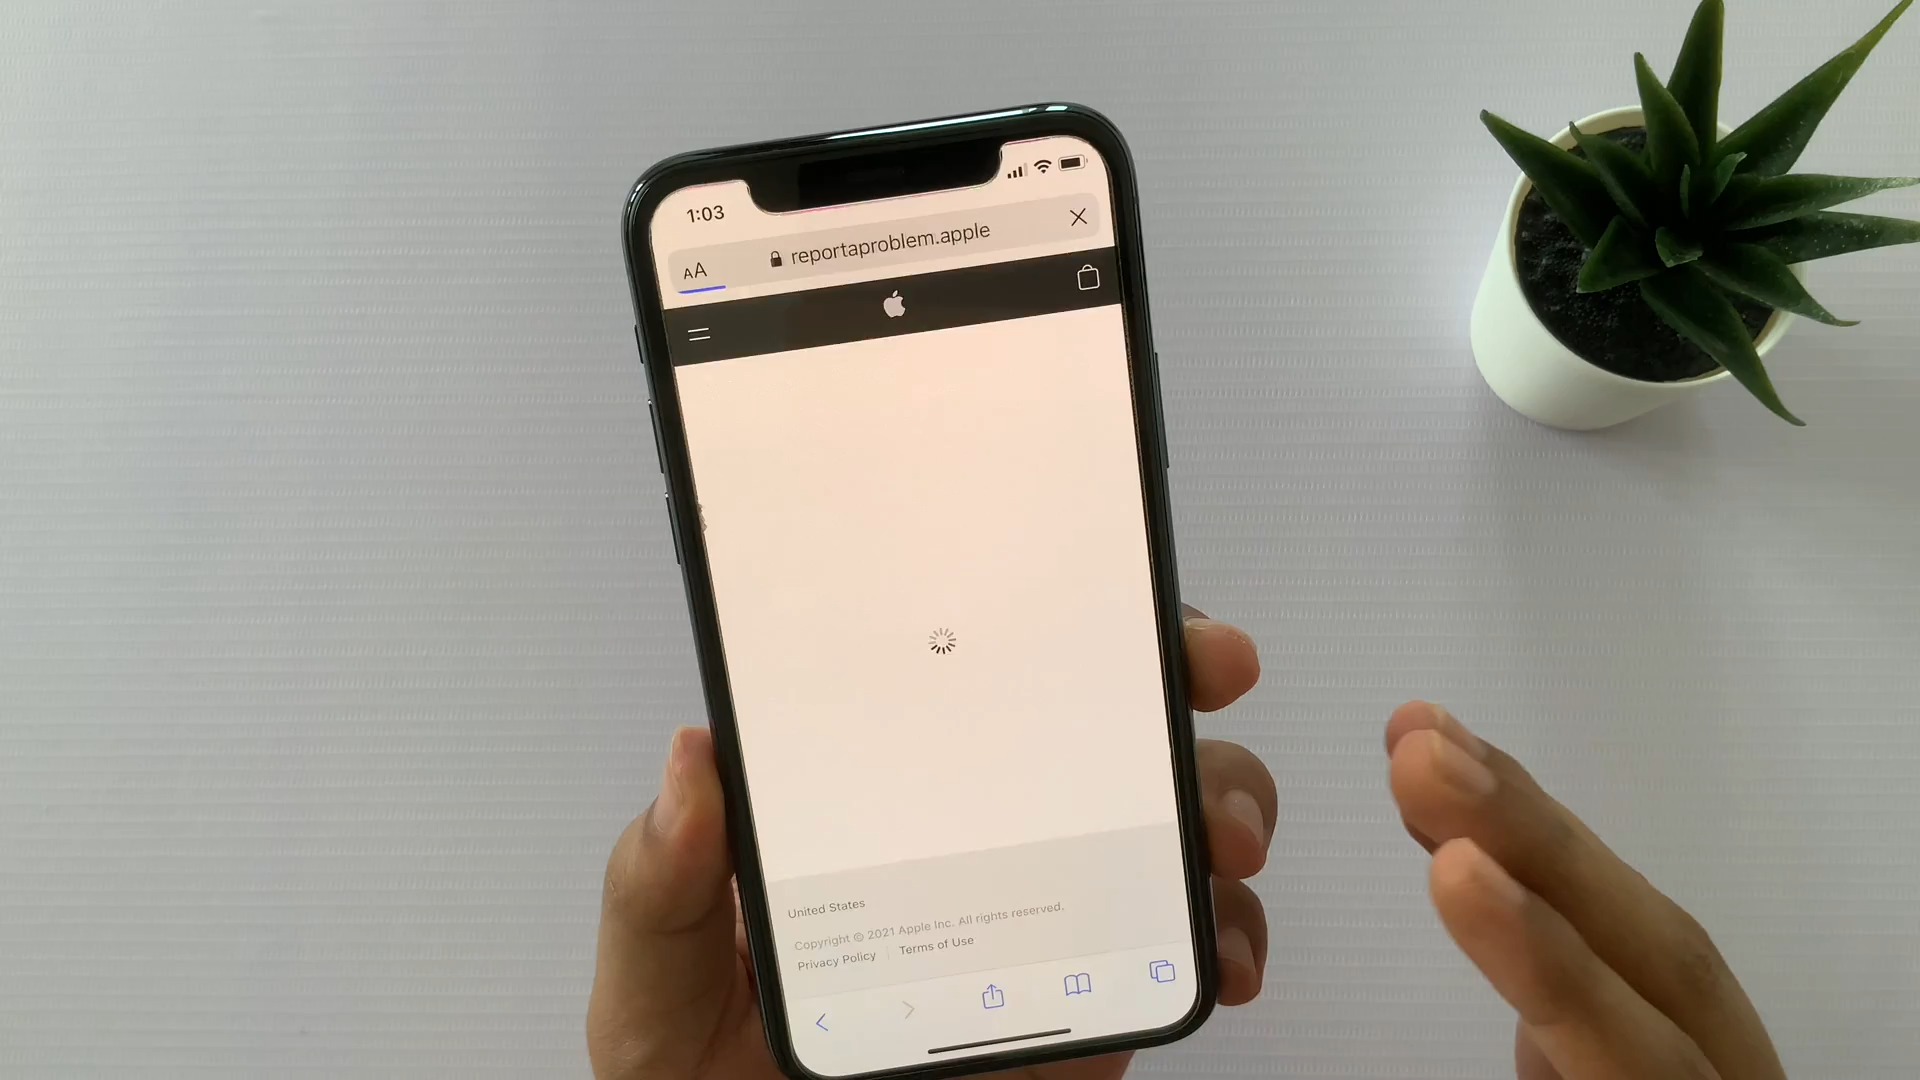 1:03
AA reportaproblem.apple
United States
Copyright © 2021 Apple Inc. All rights reserved.
Privacy Policy | Terms of Use